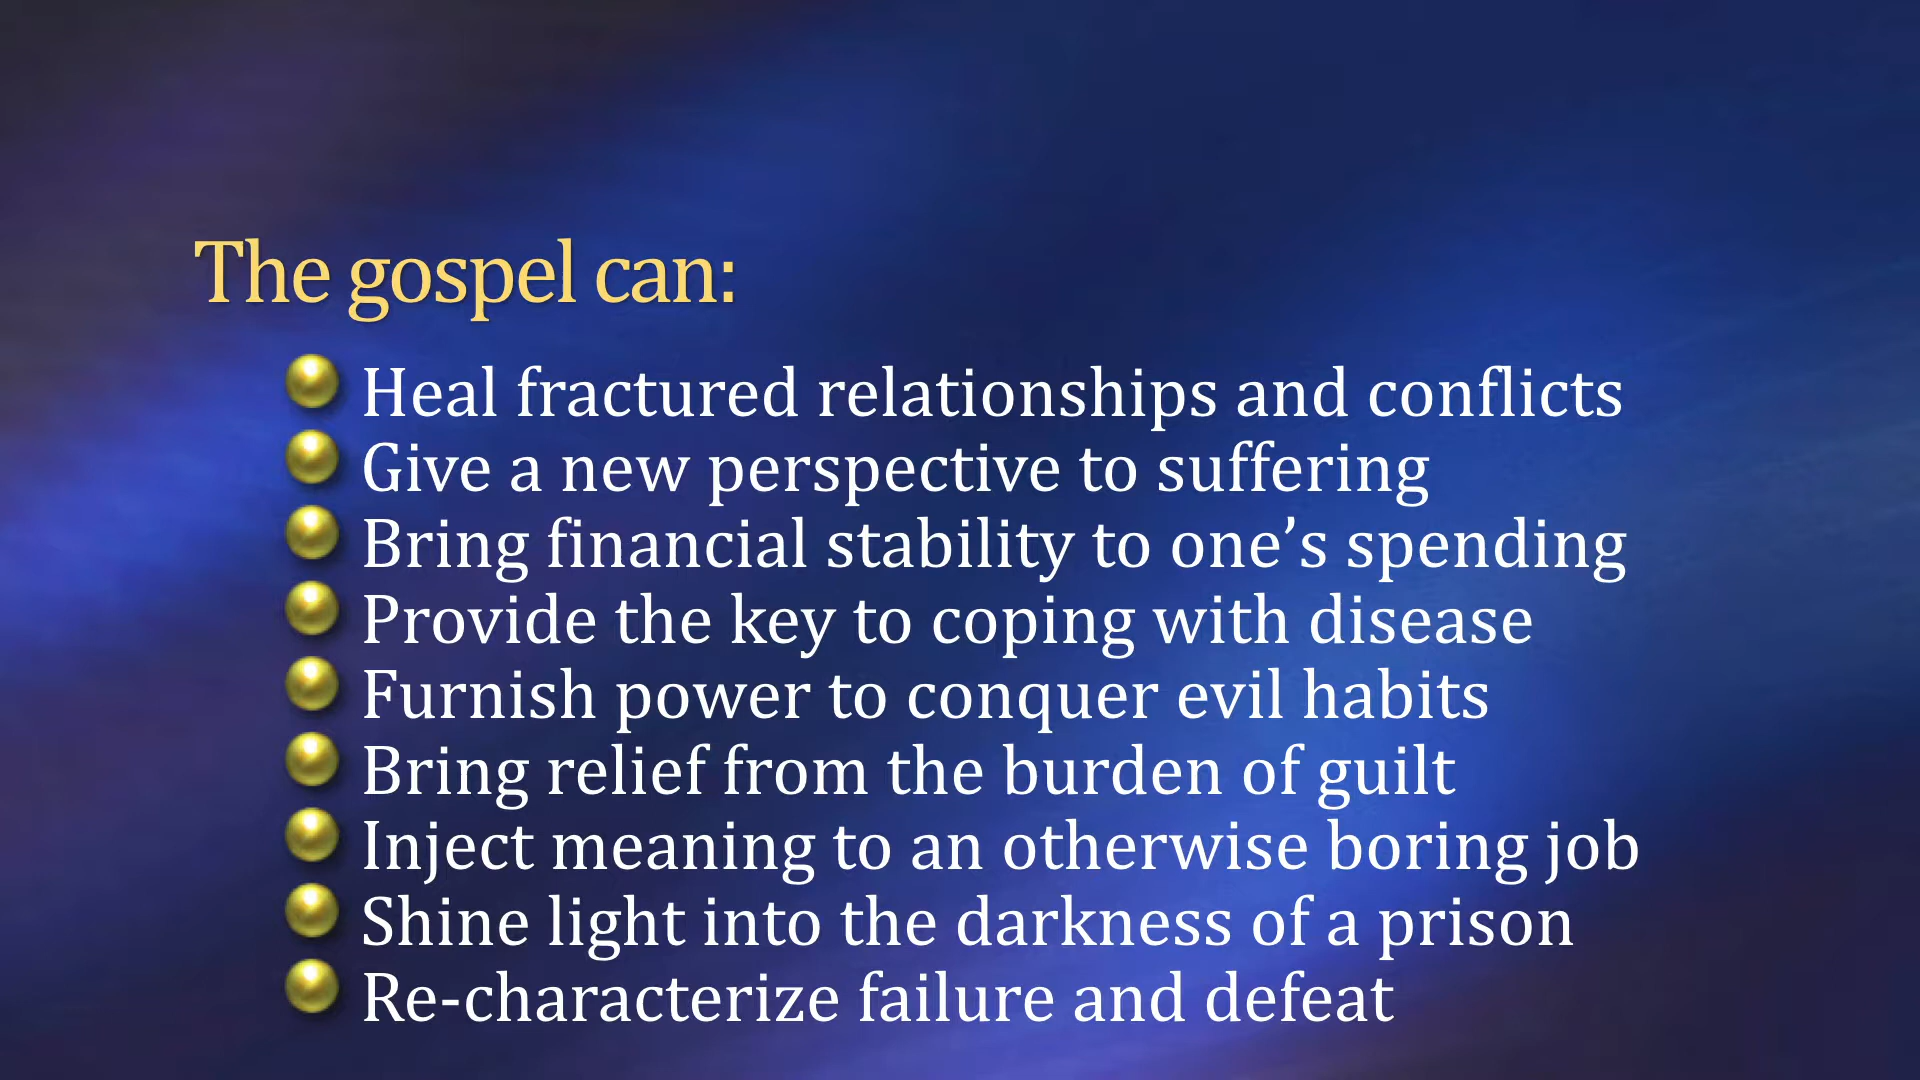 The gospel can:
Heal fractured relationships and conflicts
Give a new perspective to suffering
Bring financial stability to one’s spending
Provide the key to coping with disease
Furnish power to conquer evil habits
Bring relief from the burden of guilt
Inject meaning to an otherwise boring job
Shine light into the darkness of a prison
Re-characterize failure and defeat